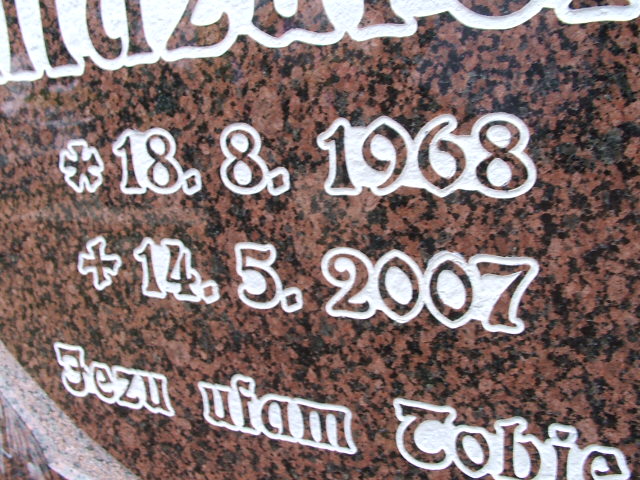 * 18. 8. 1968
+ 14. 5. 2007
Jezu ufam Tobie